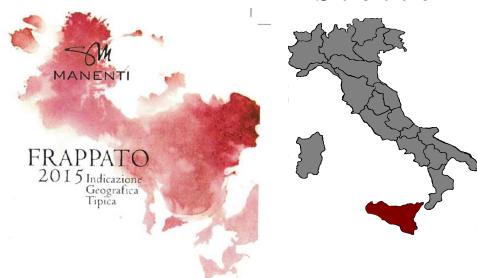 MANENTI
FRAPPATO
2015 Indicazione
Geografica
Tipica